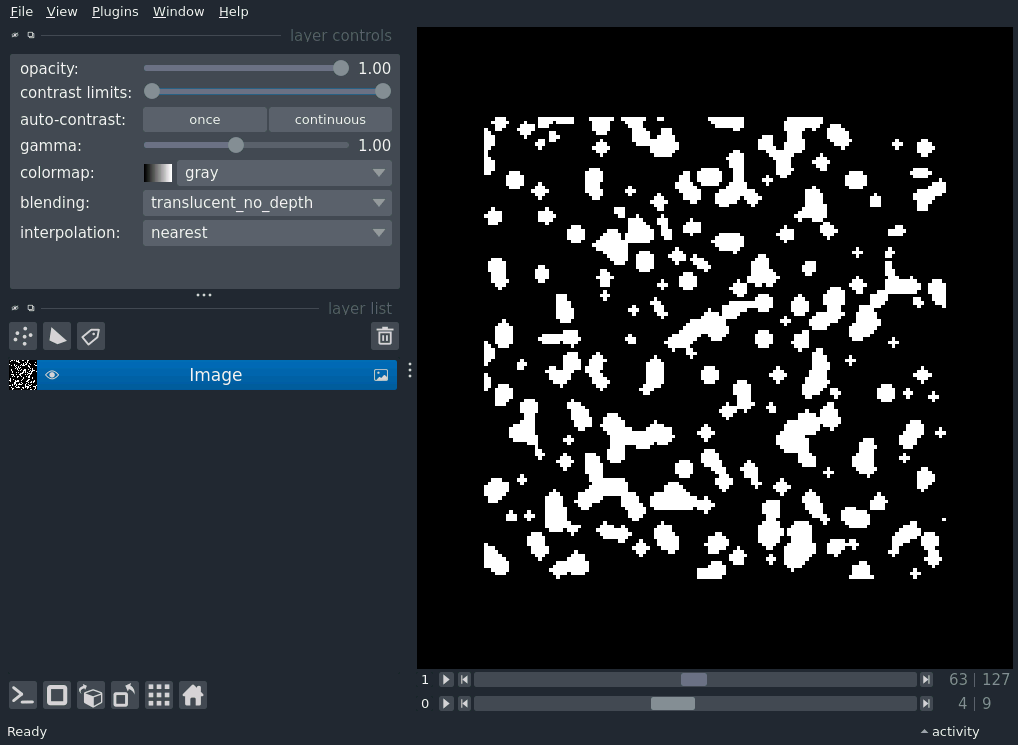 File View Plugins Window Help
layer controls
opacity: 1.00
contrast limits:
auto-contrast: once continuous
gamma: 1.00
colormap: gray
blending: translucent_no_depth
interpolation: nearest
layer list
Image
1 63 | 127
0 4 | 9
Ready activity